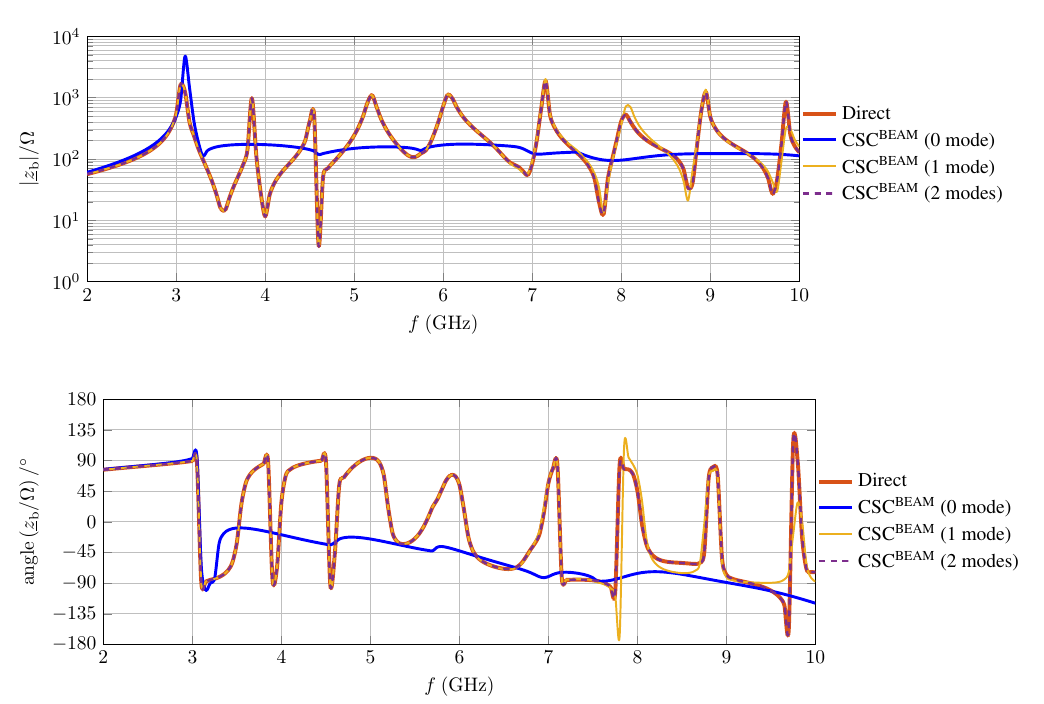 10^4
10^3
10^2
10^1
10^0
|z_b|/Ω
2 3 4 5 6 7 8 9 10
f (GHz)
Direct
CSC^BEAM (0 mode)
CSC^BEAM (1 mode)
CSC^BEAM (2 modes)
180
135
90
45
0
−45
−90
−135
−180
angle (z_b/Ω) /°
2 3 4 5 6 7 8 9 10
f (GHz)
Direct
CSC^BEAM (0 mode)
CSC^BEAM (1 mode)
CSC^BEAM (2 modes)